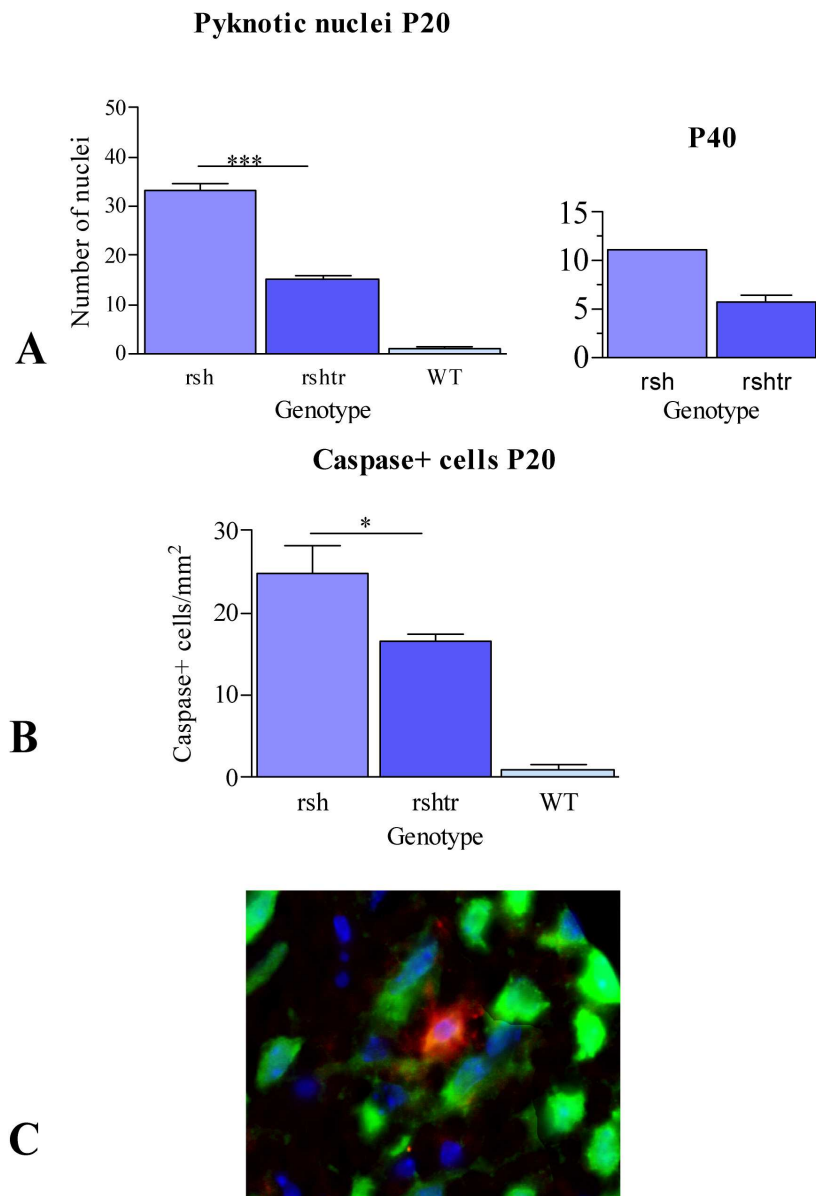 Pyknotic nuclei P20
50
40
30
20
10
0
Number of nuclei
***
rsh rshtr WT
Genotype
A
P40
15
10
5
0
rsh rshtr
Genotype
Caspase+ cells P20
30
20
10
0
Caspase+ cells/mm²
*
rsh rshtr WT
Genotype
B
C